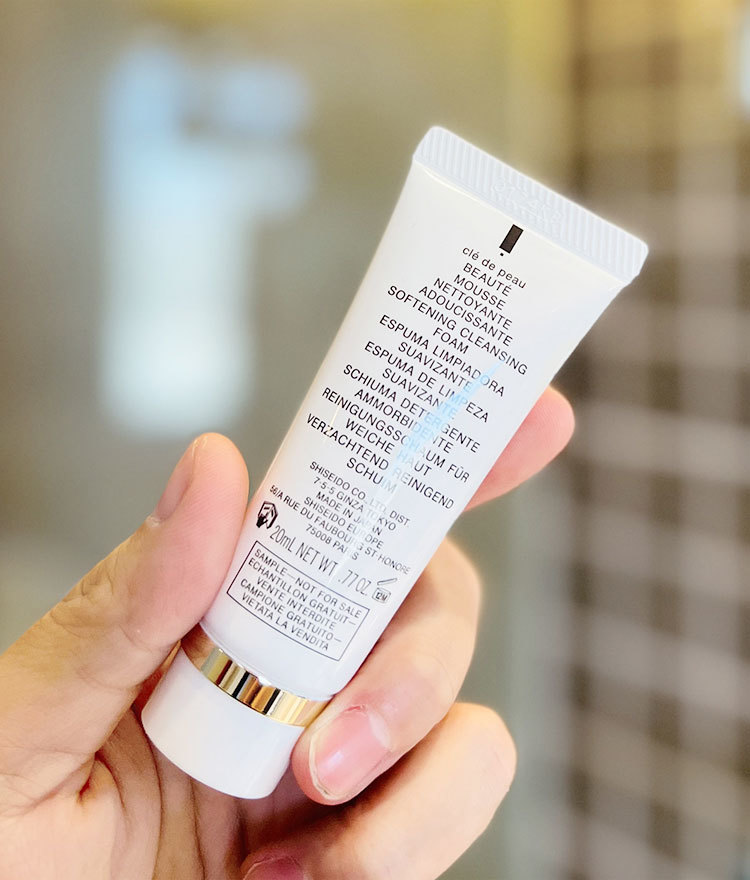 clé de peau
BEAUTÉ
MOUSSE
NETTOYANTE
ADOUCISSANTE
SOFTENING CLEANSING
FOAM
ESPUMA LIMPIADORA
SUAVIZANTE
ESPUMA DE LIMPEZA
SUAVIZANTE
SCHIUMA DETERGENTE
AMMORBIDENTE
REINIGUNGSSCHAUM FÜR
WEICHE HAUT
VERZACHTEND REINIGEND
SCHUIM
SHISEIDO CO., LTD. DIST.
7-5-5 GINZA TOKYO
MADE IN JAPAN
SHISEIDO EUROPE
56/A RUE DU FAUBOURG ST HONORE
75008 PARIS
20mL NET WT. .77 OZ.
12M
SAMPLE—NOT FOR SALE
ECHANTILLON GRATUIT—
VENTE INTERDITE
CAMPIONE GRATUITO—
VIETATA LA VENDITA